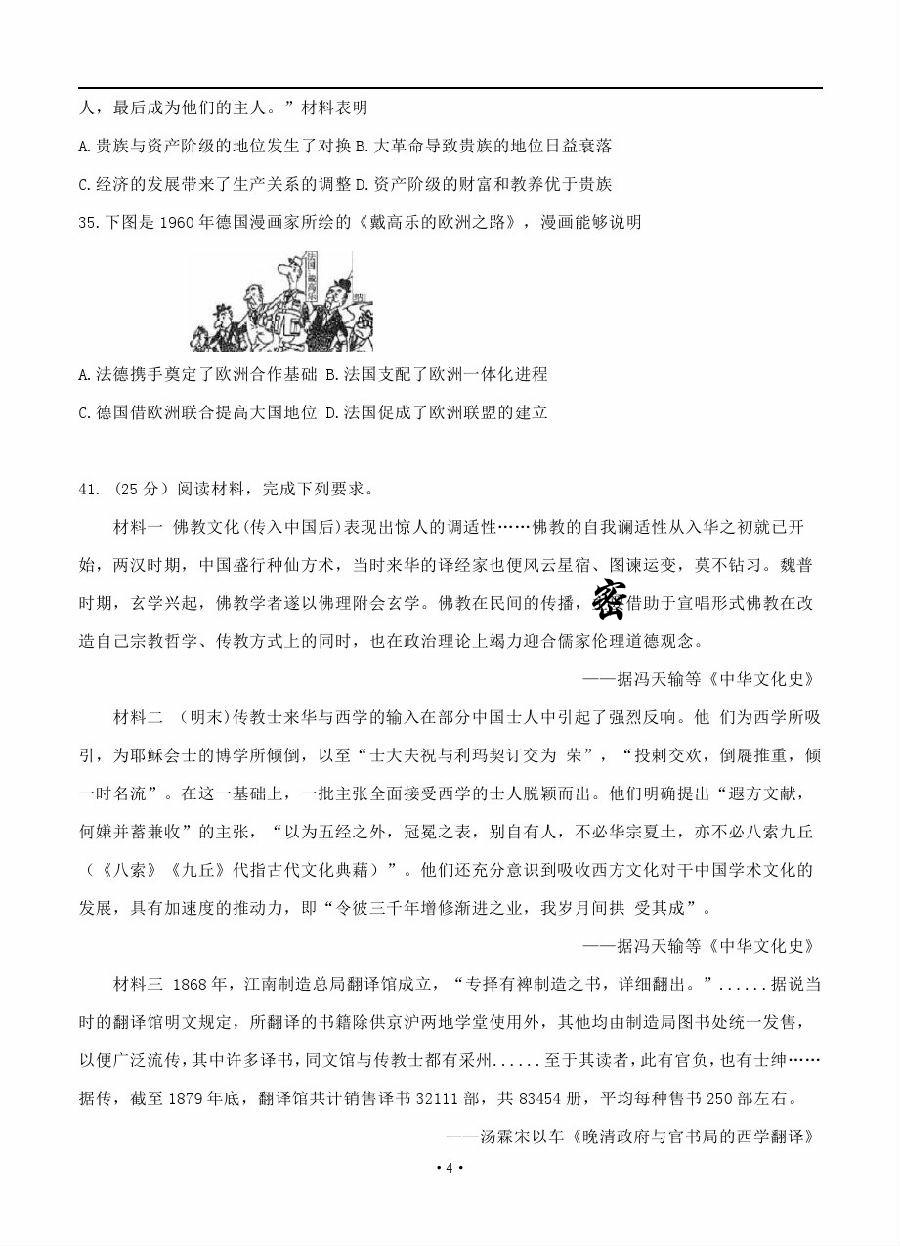 人，最后成为他们的主人。”材料表明
A.贵族与资产阶级的地位发生了对换 B.大革命导致贵族的地位日益衰落
C.经济的发展带来了生产关系的调整 D.资产阶级的财富和教养优于贵族
35.下图是1960年德国漫画家所绘的《戴高乐的欧洲之路》，漫画能够说明
法国 戴高乐
A.法德携手奠定了欧洲合作基础 B.法国支配了欧洲一体化进程
C.德国借欧洲联合提高大国地位 D.法国促成了欧洲联盟的建立
41. (25分）阅读材料，完成下列要求。
材料一 佛教文化(传入中国后)表现出惊人的调适性……佛教的自我谰适性从入华之初就已开
始，两汉时期，中国盛行种仙方术，当时来华的译经家也便风云星宿、图谏运变，莫不钻习。魏普
时期，玄学兴起，佛教学者遂以佛理附会玄学。佛教在民间的传播，密借助于宣唱形式佛教在改
造自己宗教哲学、传教方式上的同时，也在政治理论上竭力迎合儒家伦理道德观念。
——据冯天输等《中华文化史》
材料二 （明末)传教士来华与西学的输入在部分中国士人中引起了强烈反响。他 们为西学所吸
引，为耶稣会士的博学所倾倒，以至“士大夫祝与利玛契订交为 荣”，“投剌交欢，倒屣推重，倾
一时名流”。在这一基础上，一批主张全面接受西学的士人脱颖而出。他们明确提出“遐方文献，
何嫌并蓄兼收”的主张，“以为五经之外，冠冕之表，别自有人，不必华宗夏土，亦不必八索九丘
（《八索》《九丘》代指古代文化典藉）”。他们还充分意识到吸收西方文化对干中国学术文化的
发展，具有加速度的推动力，即“令彼三千年增修渐进之业，我岁月间拱 受其成”。
——据冯天输等《中华文化史》
材料三 1868年，江南制造总局翻译馆成立，“专择有裨制造之书，详细翻出。”......据说当
时的翻译馆明文规定，所翻译的书籍除供京沪两地学堂使用外，其他均由制造局图书处统一发售，
以便广泛流传，其中许多译书，同文馆与传教士都有采州......至于其读者，此有官负，也有士绅……
据传，截至1879年底，翻译馆共计销售译书32111部，共83454册，平均每种售书250部左右。
——汤霖宋以车《晚清政府与官书局的西学翻译》
·4·